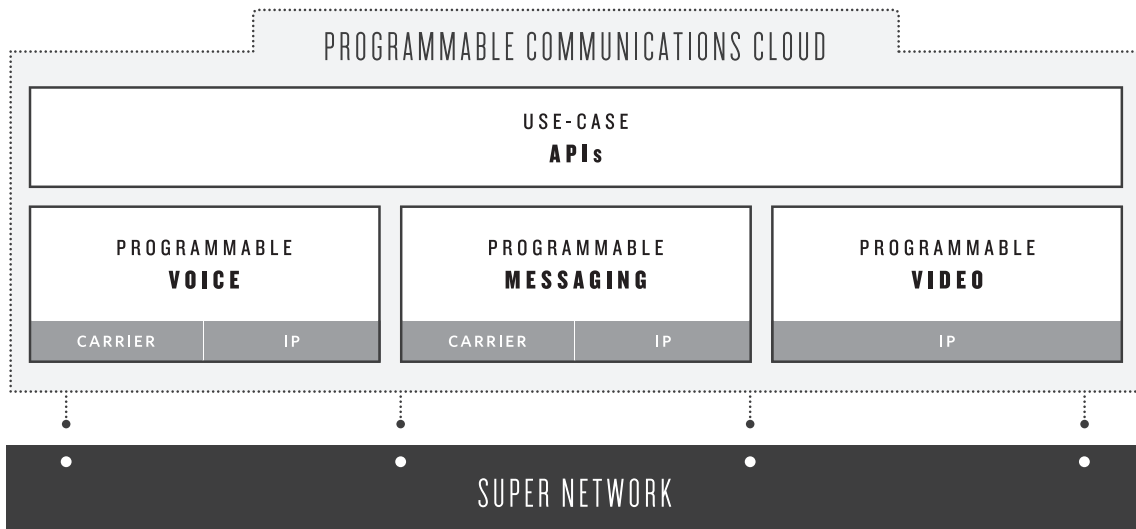 PROGRAMMABLE COMMUNICATIONS CLOUD
USE-CASE
APIs
PROGRAMMABLE
VOICE
CARRIER
IP
PROGRAMMABLE
MESSAGING
CARRIER
IP
PROGRAMMABLE
VIDEO
IP
SUPER NETWORK